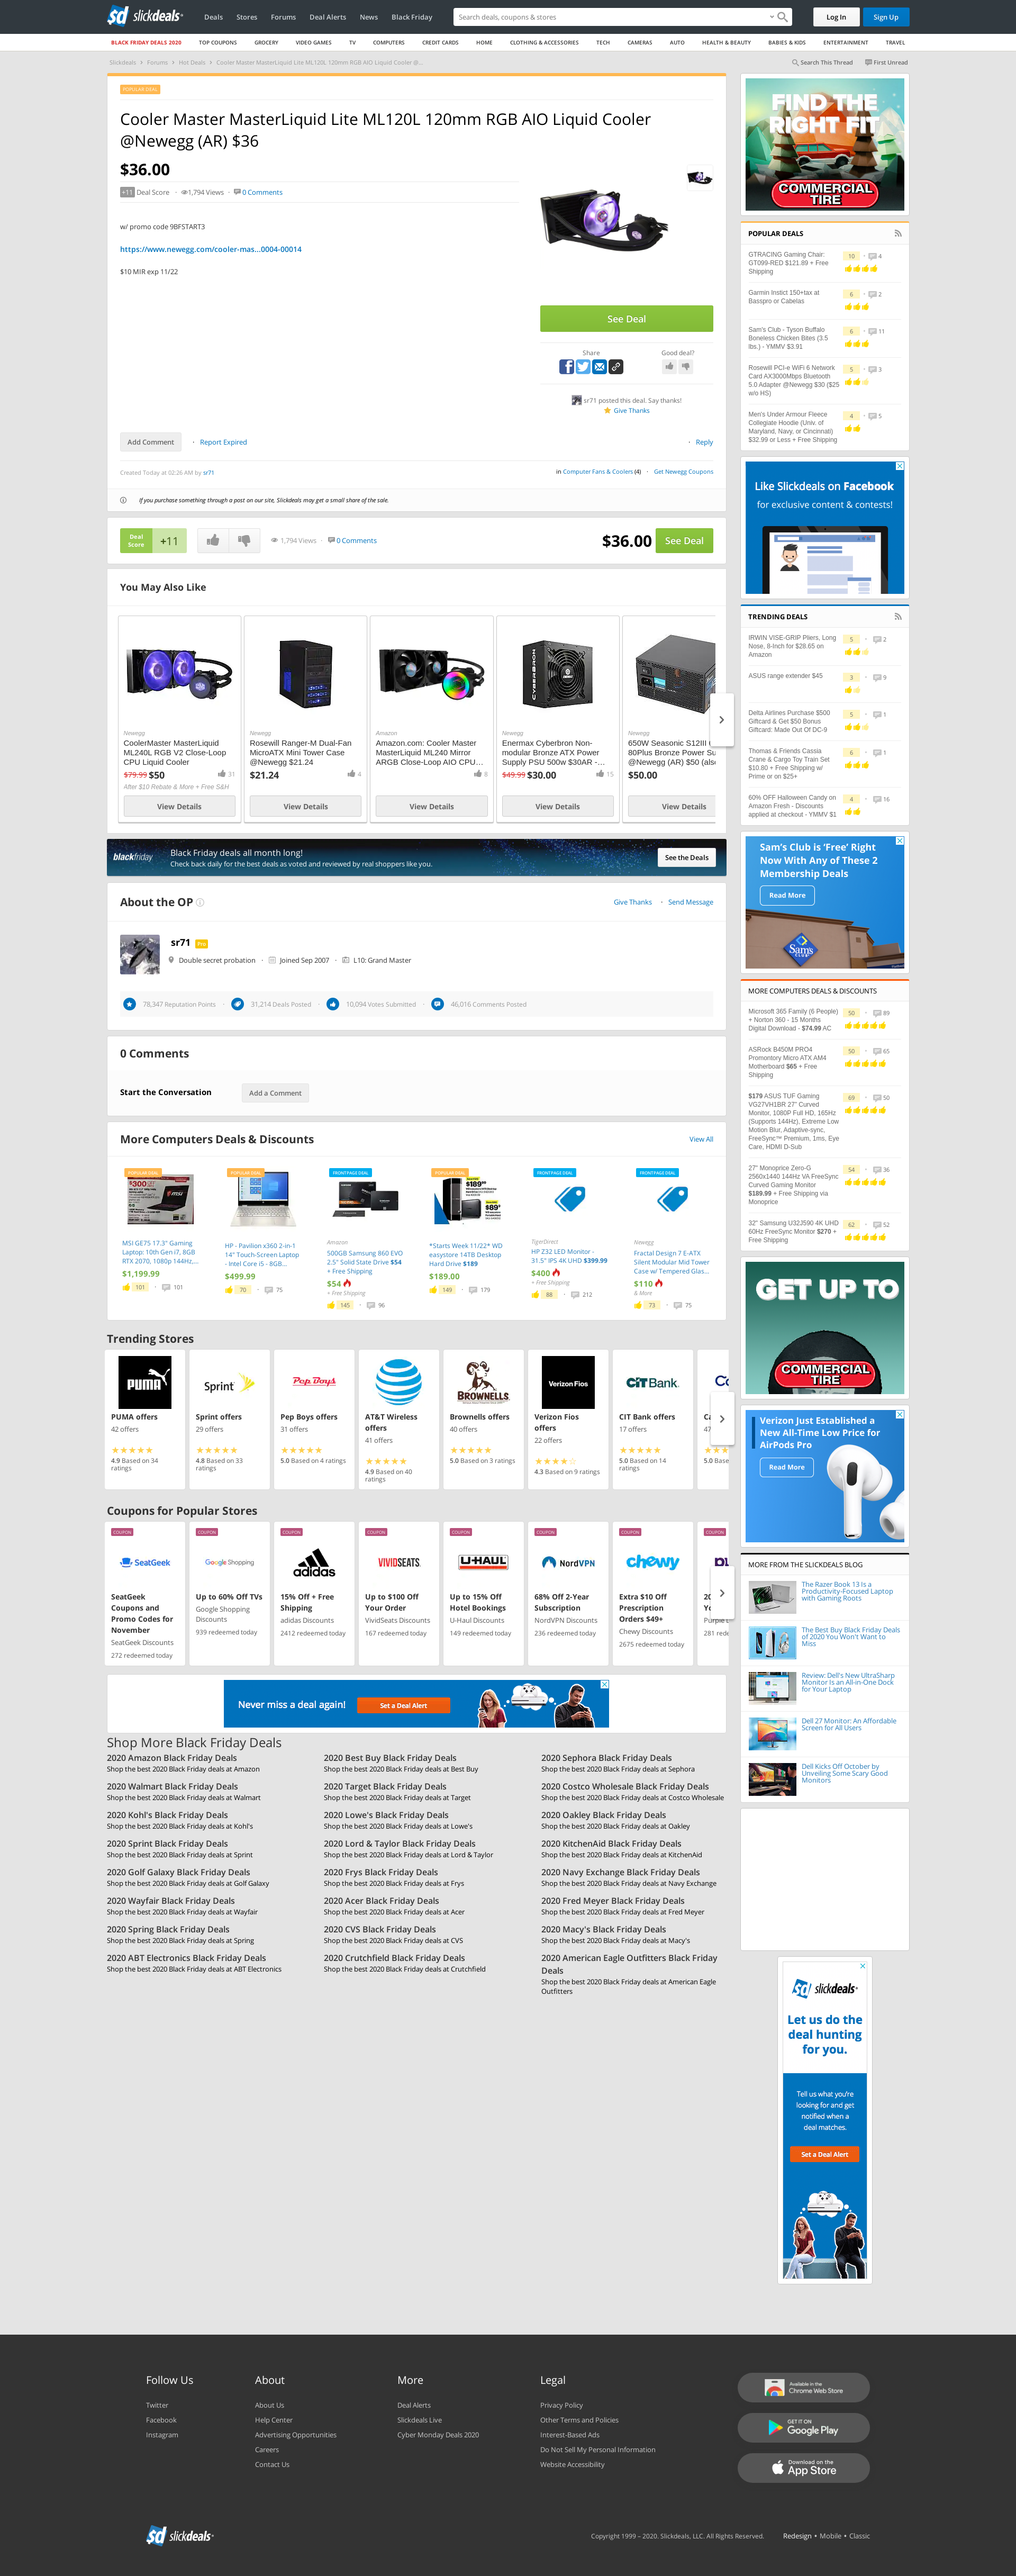 slickdeals
Deals
Stores
Forums
Deal Alerts
News
Black Friday
Search deals, coupons & stores
Log In
Sign Up
BLACK FRIDAY DEALS 2020
TOP COUPONS
GROCERY
VIDEO GAMES
TV
COMPUTERS
CREDIT CARDS
HOME
CLOTHING & ACCESSORIES
TECH
CAMERAS
AUTO
HEALTH & BEAUTY
BABIES & KIDS
ENTERTAINMENT
TRAVEL
Slickdeals › Forums › Hot Deals › Cooler Master MasterLiquid Lite ML120L 120mm RGB AIO Liquid Cooler @...
Search This Thread
First Unread
POPULAR DEAL
Cooler Master MasterLiquid Lite ML120L 120mm RGB AIO Liquid Cooler
@Newegg (AR) $36
$36.00
+11 Deal Score · 1,794 Views · 0 Comments
w/ promo code 9BFSTART3
https://www.newegg.com/cooler-mas...0004-00014
$10 MIR exp 11/22
See Deal
Share
Good deal?
sr71 posted this deal. Say thanks!
Give Thanks
Add Comment
Report Expired
Reply
Created Today at 02:26 AM by sr71
in Computer Fans & Coolers (4) · Get Newegg Coupons
If you purchase something through a post on our site, Slickdeals may get a small share of the sale.
Deal
Score
+11
1,794 Views · 0 Comments
$36.00
See Deal
You May Also Like
Newegg
CoolerMaster MasterLiquid
ML240L RGB V2 Close-Loop
CPU Liquid Cooler
$79.99 $50
31
After $10 Rebate & More + Free S&H
View Details
Newegg
Rosewill Ranger-M Dual-Fan
MicroATX Mini Tower Case
@Newegg $21.24
$21.24
4
View Details
Amazon
Amazon.com: Cooler Master
MasterLiquid ML240 Mirror
ARGB Close-Loop AIO CPU...
8
View Details
Newegg
Enermax Cyberbron Non-
modular Bronze ATX Power
Supply PSU 500w $30AR -...
$49.99 $30.00
15
View Details
Newegg
650W Seasonic S12III
80Plus Bronze Power Su
@Newegg (AR) $50 (als
$50.00
View Details
blackfriday
Black Friday deals all month long!
Check back daily for the best deals as voted and reviewed by real shoppers like you.
See the Deals
About the OP
Give Thanks · Send Message
sr71 Pro
Double secret probation · Joined Sep 2007 · L10: Grand Master
78,347 Reputation Points · 31,214 Deals Posted · 10,094 Votes Submitted · 46,016 Comments Posted
0 Comments
Start the Conversation
Add a Comment
More Computers Deals & Discounts
View All
POPULAR DEAL
MSI GE75 17.3" Gaming
Laptop: 10th Gen i7, 8GB
RTX 2070, 1080p 144Hz,...
$1,199.99
101 · 101
POPULAR DEAL
HP - Pavilion x360 2-in-1
14" Touch-Screen Laptop
- Intel Core i5 - 8GB...
$499.99
70 · 75
FRONTPAGE DEAL
Amazon
500GB Samsung 860 EVO
2.5" Solid State Drive $54
+ Free Shipping
$54
+ Free Shipping
145 · 96
POPULAR DEAL
*Starts Week 11/22* WD
easystore 14TB Desktop
Hard Drive $189
$189.00
149 · 179
FRONTPAGE DEAL
TigerDirect
HP Z32 LED Monitor -
31.5" IPS 4K UHD $399.99
$400
+ Free Shipping
88 · 212
FRONTPAGE DEAL
Newegg
Fractal Design 7 E-ATX
Silent Modular Mid Tower
Case w/ Tempered Glas...
$110
& More
73 · 75
Trending Stores
PUMA
PUMA offers
42 offers
4.9 Based on 34
ratings
Sprint
Sprint offers
29 offers
4.8 Based on 33
ratings
Pep Boys
Pep Boys offers
31 offers
5.0 Based on 4 ratings
AT&T Wireless
offers
41 offers
4.9 Based on 40
ratings
BROWNELLS
Brownells offers
40 offers
5.0 Based on 3 ratings
Verizon Fios
Verizon Fios
offers
22 offers
4.3 Based on 9 ratings
CIT Bank
CIT Bank offers
17 offers
5.0 Based on 14
ratings
Ca
47
5.0 Base
Coupons for Popular Stores
COUPON
SeatGeek
SeatGeek
Coupons and
Promo Codes for
November
SeatGeek Discounts
272 redeemed today
COUPON
Google Shopping
Up to 60% Off TVs
Google Shopping
Discounts
939 redeemed today
COUPON
adidas
15% Off + Free
Shipping
adidas Discounts
2412 redeemed today
COUPON
VIVIDSEATS
Up to $100 Off
Your Order
VividSeats Discounts
167 redeemed today
COUPON
U-HAUL
Up to 15% Off
Hotel Bookings
U-Haul Discounts
149 redeemed today
COUPON
NordVPN
68% Off 2-Year
Subscription
NordVPN Discounts
236 redeemed today
COUPON
chewy
Extra $10 Off
Prescription
Orders $49+
Chewy Discounts
2675 redeemed today
COUPON
20
Yo
Purple
281 rede
Never miss a deal again!
Set a Deal Alert
Shop More Black Friday Deals
2020 Amazon Black Friday Deals
Shop the best 2020 Black Friday deals at Amazon
2020 Walmart Black Friday Deals
Shop the best 2020 Black Friday deals at Walmart
2020 Kohl's Black Friday Deals
Shop the best 2020 Black Friday deals at Kohl's
2020 Sprint Black Friday Deals
Shop the best 2020 Black Friday deals at Sprint
2020 Golf Galaxy Black Friday Deals
Shop the best 2020 Black Friday deals at Golf Galaxy
2020 Wayfair Black Friday Deals
Shop the best 2020 Black Friday deals at Wayfair
2020 Spring Black Friday Deals
Shop the best 2020 Black Friday deals at Spring
2020 ABT Electronics Black Friday Deals
Shop the best 2020 Black Friday deals at ABT Electronics
2020 Best Buy Black Friday Deals
Shop the best 2020 Black Friday deals at Best Buy
2020 Target Black Friday Deals
Shop the best 2020 Black Friday deals at Target
2020 Lowe's Black Friday Deals
Shop the best 2020 Black Friday deals at Lowe's
2020 Lord & Taylor Black Friday Deals
Shop the best 2020 Black Friday deals at Lord & Taylor
2020 Frys Black Friday Deals
Shop the best 2020 Black Friday deals at Frys
2020 Acer Black Friday Deals
Shop the best 2020 Black Friday deals at Acer
2020 CVS Black Friday Deals
Shop the best 2020 Black Friday deals at CVS
2020 Crutchfield Black Friday Deals
Shop the best 2020 Black Friday deals at Crutchfield
2020 Sephora Black Friday Deals
Shop the best 2020 Black Friday deals at Sephora
2020 Costco Wholesale Black Friday Deals
Shop the best 2020 Black Friday deals at Costco Wholesale
2020 Oakley Black Friday Deals
Shop the best 2020 Black Friday deals at Oakley
2020 KitchenAid Black Friday Deals
Shop the best 2020 Black Friday deals at KitchenAid
2020 Navy Exchange Black Friday Deals
Shop the best 2020 Black Friday deals at Navy Exchange
2020 Fred Meyer Black Friday Deals
Shop the best 2020 Black Friday deals at Fred Meyer
2020 Macy's Black Friday Deals
Shop the best 2020 Black Friday deals at Macy's
2020 American Eagle Outfitters Black Friday
Deals
Shop the best 2020 Black Friday deals at American Eagle
Outfitters
FIND THE
RIGHT FIT
COMMERCIAL
TIRE
POPULAR DEALS
GTRACING Gaming Chair:
GT099-RED $121.89 + Free
Shipping
10 · 4
Garmin Instict 150+tax at
Basspro or Cabelas
6 · 2
Sam's Club - Tyson Buffalo
Boneless Chicken Bites (3.5
lbs.) - YMMV $3.91
6 · 11
Rosewill PCI-e WiFi 6 Network
Card AX3000Mbps Bluetooth
5.0 Adapter @Newegg $30 ($25
w/o HS)
5 · 3
Men's Under Armour Fleece
Collegiate Hoodie (Univ. of
Maryland, Navy, or Cincinnati)
$32.99 or Less + Free Shipping
4 · 5
Like Slickdeals on Facebook
for exclusive content & contests!
TRENDING DEALS
IRWIN VISE-GRIP Pliers, Long
Nose, 8-Inch for $28.65 on
Amazon
5 · 2
ASUS range extender $45
3 · 9
Delta Airlines Purchase $500
Giftcard & Get $50 Bonus
Giftcard: Made Out Of DC-9
5 · 1
Thomas & Friends Cassia
Crane & Cargo Toy Train Set
$10.80 + Free Shipping w/
Prime or on $25+
6 · 1
60% OFF Halloween Candy on
Amazon Fresh - Discounts
applied at checkout - YMMV $1
4 · 16
Sam's Club is 'Free' Right
Now With Any of These 2
Membership Deals
Read More
Sam's
MORE COMPUTERS DEALS & DISCOUNTS
Microsoft 365 Family (6 People)
+ Norton 360 - 15 Months
Digital Download - $74.99 AC
50 · 89
ASRock B450M PRO4
Promontory Micro ATX AM4
Motherboard $65 + Free
Shipping
50 · 65
$179 ASUS TUF Gaming
VG27VH1BR 27" Curved
Monitor, 1080P Full HD, 165Hz
(Supports 144Hz), Extreme Low
Motion Blur, Adaptive-sync,
FreeSync™ Premium, 1ms, Eye
Care, HDMI D-Sub
69 · 50
27" Monoprice Zero-G
2560x1440 144Hz VA FreeSync
Curved Gaming Monitor
$189.99 + Free Shipping via
Monoprice
54 · 36
32" Samsung U32J590 4K UHD
60Hz FreeSync Monitor $270 +
Free Shipping
62 · 52
GET UP TO
COMMERCIAL
TIRE
Verizon Just Established a
New All-Time Low Price for
AirPods Pro
Read More
MORE FROM THE SLICKDEALS BLOG
The Razer Book 13 Is a
Productivity-Focused Laptop
with Gaming Roots
The Best Buy Black Friday Deals
of 2020 You Won't Want to
Miss
Review: Dell's New UltraSharp
Monitor Is an All-in-One Dock
for Your Laptop
Dell 27 Monitor: An Affordable
Screen for All Users
Dell Kicks Off October by
Unveiling Some Scary Good
Monitors
slickdeals
Let us do the
deal hunting
for you.
Tell us what you're
looking for and get
notified when a
deal matches.
Set a Deal Alert
Follow Us
Twitter
Facebook
Instagram
About
About Us
Help Center
Advertising Opportunities
Careers
Contact Us
More
Deal Alerts
Slickdeals Live
Cyber Monday Deals 2020
Legal
Privacy Policy
Other Terms and Policies
Interest-Based Ads
Do Not Sell My Personal Information
Website Accessibility
Available in the
Chrome Web Store
GET IT ON
Google Play
Download on the
App Store
slickdeals
Copyright 1999 – 2020. Slickdeals, LLC. All Rights Reserved.
Redesign • Mobile • Classic